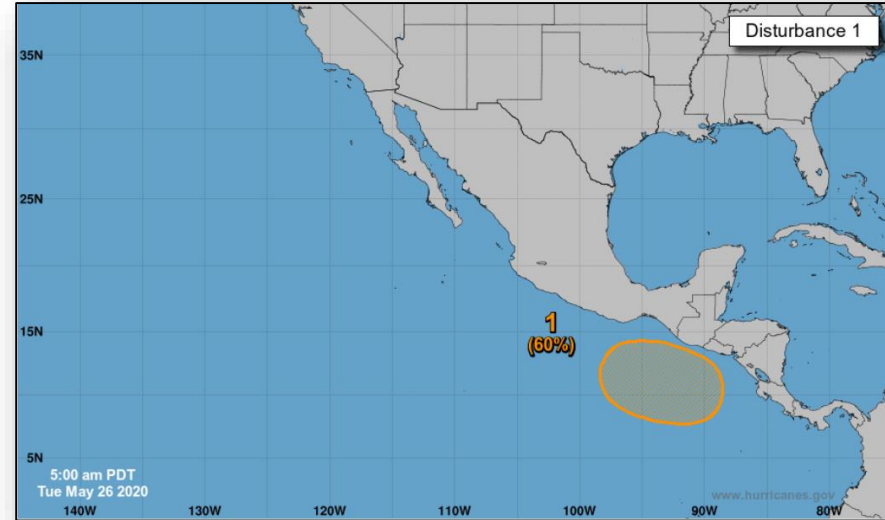 Disturbance 1
35N
25N
1
(60%)
15N
5N
5:00 am PDT
Tue May 26 2020
www.hurricanes.gov
140W 130W 120W 110W 100W 90W 80W